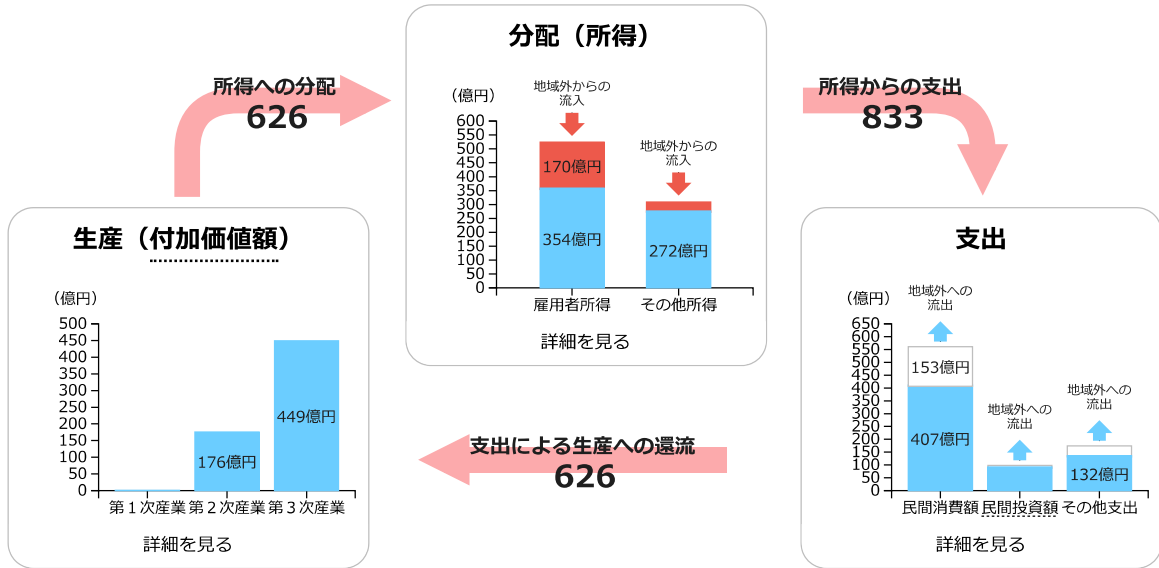 分配（所得）
所得への分配
626
所得からの支出
833
（億円）
地域外からの
流入
地域外からの
流入
600
550
500
450
400
350
300
250
200
150
100
50
0
170億円
354億円
272億円
雇用者所得
その他所得
詳細を見る
生産（付加価値額）
（億円）
500
450
400
350
300
250
200
150
100
50
0
176億円
449億円
第１次産業
第２次産業
第３次産業
詳細を見る
支出による生産への還流
626
支出
（億円）
地域外への
流出
地域外への
流出
地域外への
流出
650
600
550
500
450
400
350
300
250
200
150
100
50
0
153億円
407億円
132億円
民間消費額
民間投資額
その他支出
詳細を見る